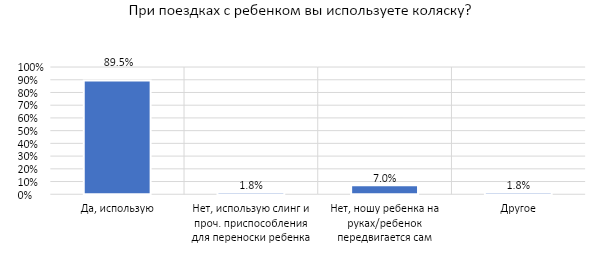 При поездках с ребенком вы используете коляску?
100%
90%
80%
70%
60%
50%
40%
30%
20%
10%
0%
89.5%
1.8%
7.0%
1.8%
Да, использую
Нет, использую слинг и
проч. приспособления
для переноски ребенка
Нет, ношу ребенка на
руках/ребенок
передвигается сам
Другое